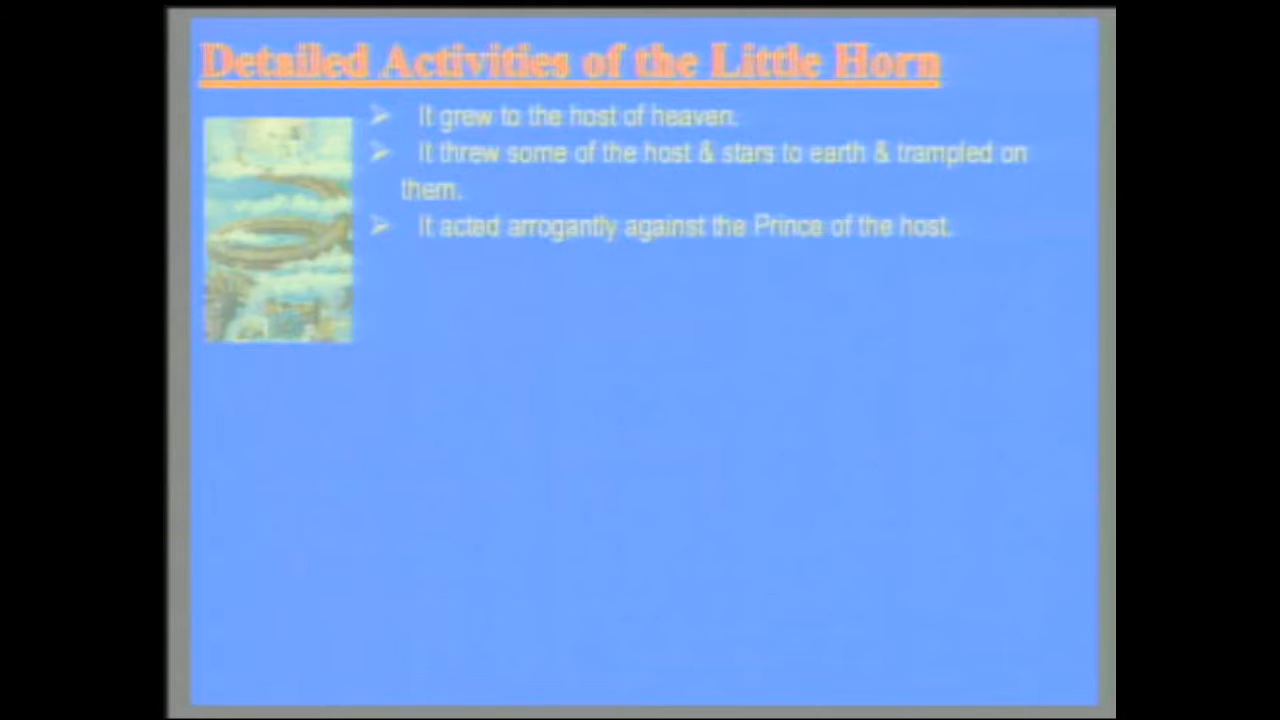 Detailed Activities of the Little Horn
➢ It grew to the host of heaven.
➢ It threw some of the host & stars to earth & trampled on
them.
➢ It acted arrogantly against the Prince of the host.